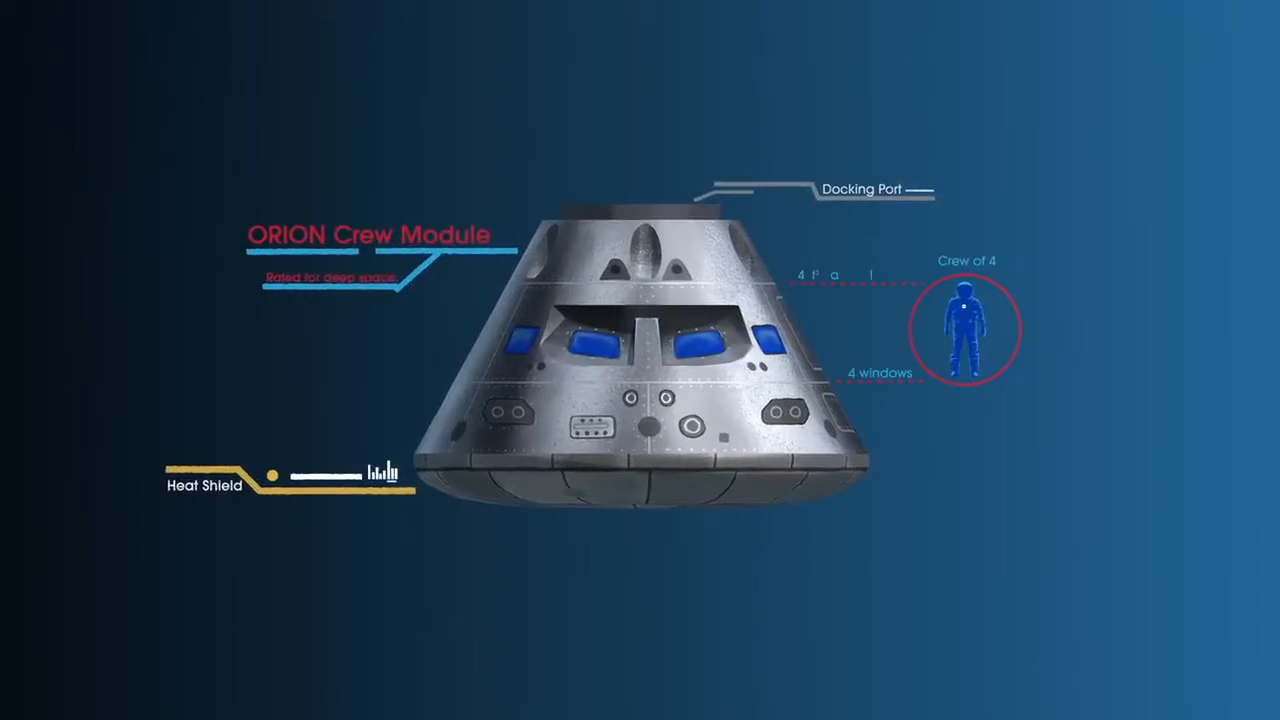 Docking Port
ORION Crew Module
Rated for deep space
Crew of 4
4 windows
Heat Shield